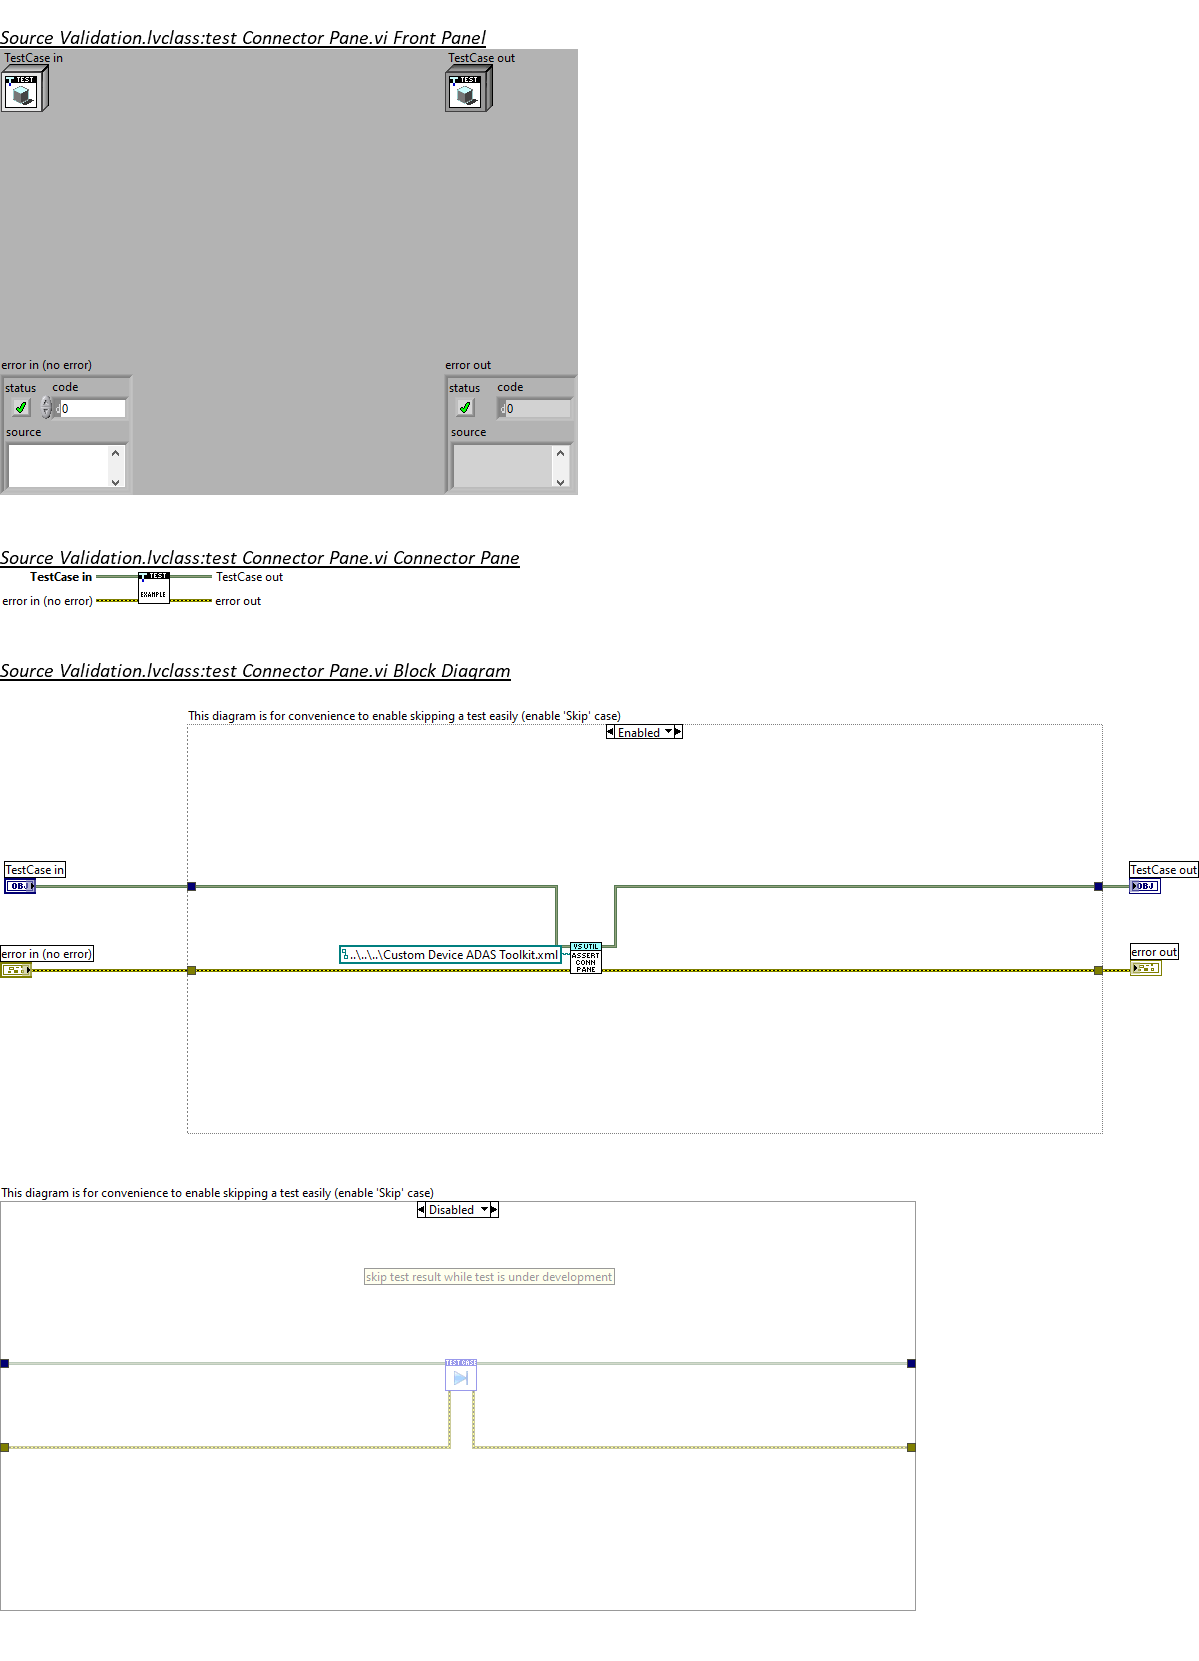 Source Validation.lvclass:test Connector Pane.vi Front Panel
TestCase in
TestCase out
TEST
TEST
error in (no error)
error out
status
code
status
code
d
0
d
0
source
source
Source Validation.lvclass:test Connector Pane.vi Connector Pane
TestCase in
TEST
TestCase out
error in (no error)
EXAMPLE
error out
Source Validation.lvclass:test Connector Pane.vi Block Diagram
This diagram is for convenience to enable skipping a test easily (enable 'Skip' case)
Enabled
TestCase in
TestCase out
OBJ
OBJ
error in (no error)
..\..\..\Custom Device ADAS Toolkit.xml
VS UTIL
ASSERT
CONN
PANE
error out
This diagram is for convenience to enable skipping a test easily (enable 'Skip' case)
Disabled
skip test result while test is under development
TEST CASE